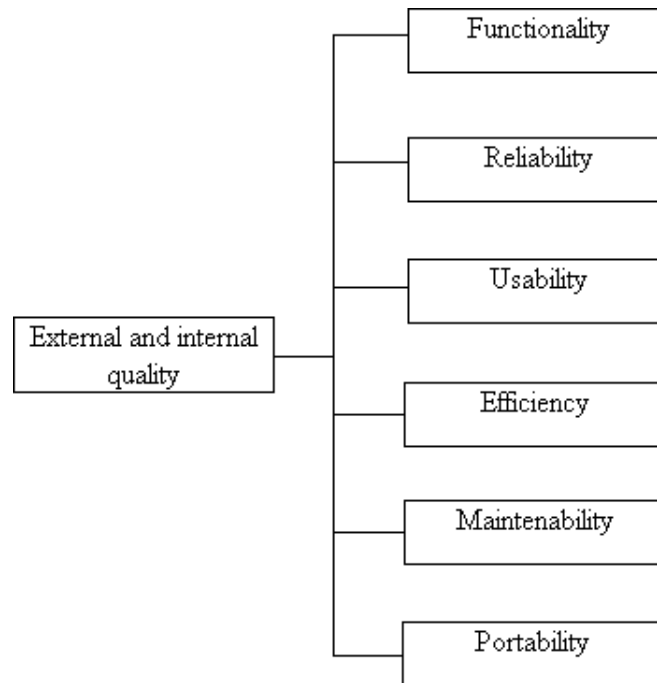 Functionality
Reliability
Usability
External and internal
quality
Efficiency
Maintenability
Portability